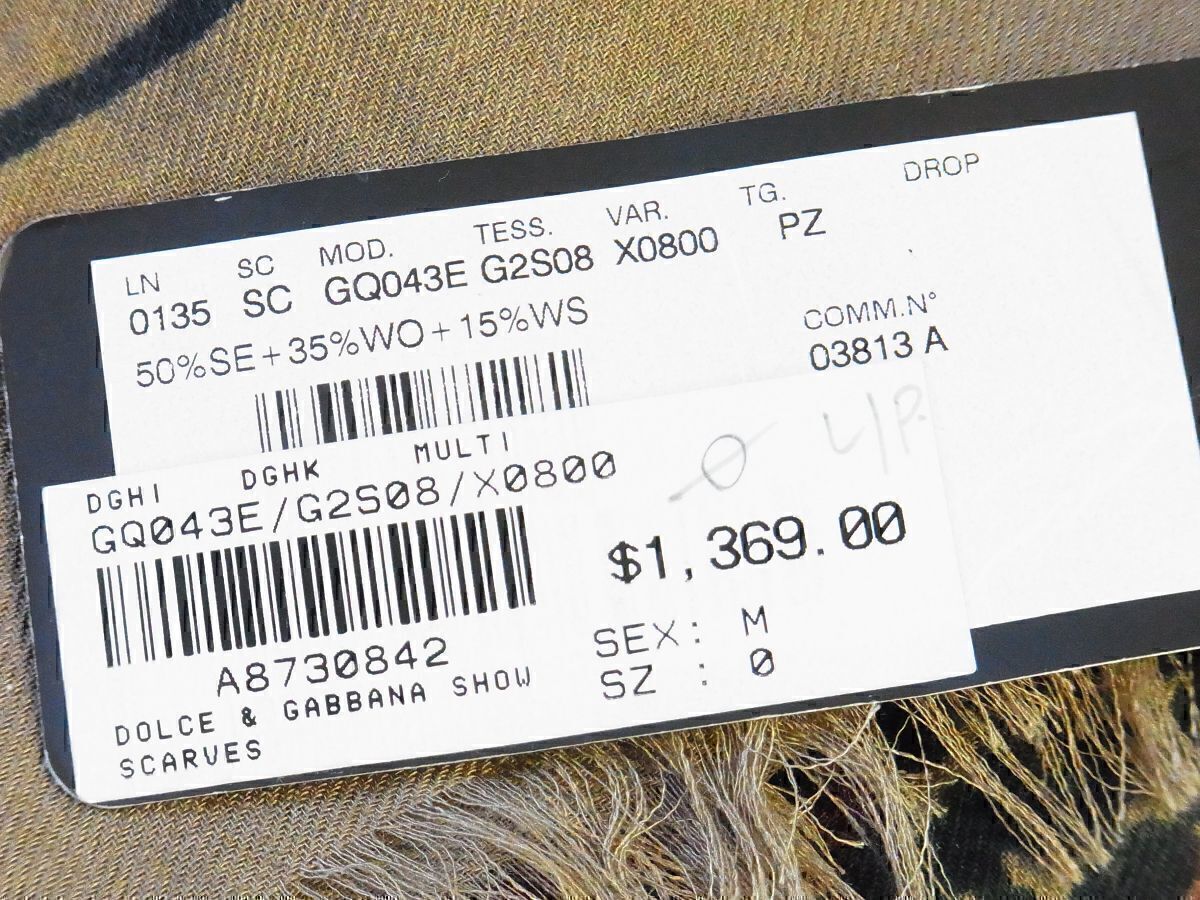 LN SC MOD. TESS. VAR. TG. DROP
0135 SC GQ043E G2S08 X0800 PZ
50%SE+35%WO+15%WS
COMM.N°
03813 A
DGHI DGHK MULTI
GQ043E/G2S08/X0800
L/P.
$1,369.00
A8730842
SEX: M
SZ : 0
DOLCE & GABBANA SHOW
SCARVES